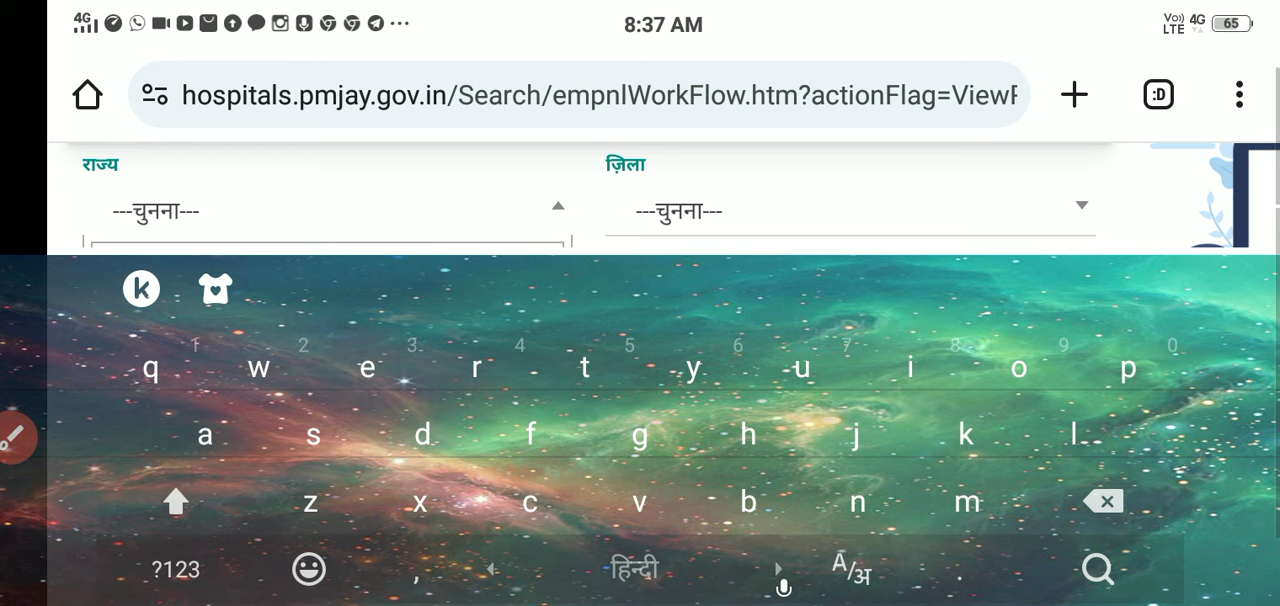 4G 8:37 AM Vo)) LTE 4G 65
hospitals.pmjay.gov.in/Search/empnlWorkFlow.htm?actionFlag=ViewR :D
राज्य ज़िला
---चुनना--- ---चुनना---
k
1 2 3 4 5 6 7 8 9 0
q w e r t y u i o p
a s d f g h j k l
z x c v b n m
?123 , हिन्दी A/अ .